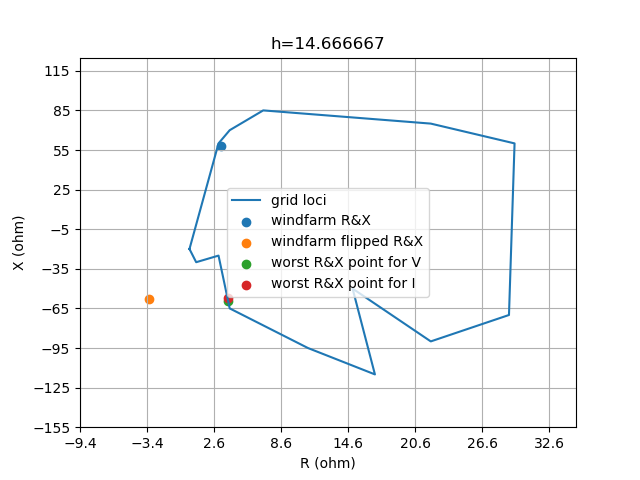 h=14.666667
115
85
55
25
−5
−35
−65
−95
−125
−155
X (ohm)
grid loci
windfarm R&X
windfarm flipped R&X
worst R&X point for V
worst R&X point for I
−9.4 −3.4 2.6 8.6 14.6 20.6 26.6 32.6
R (ohm)